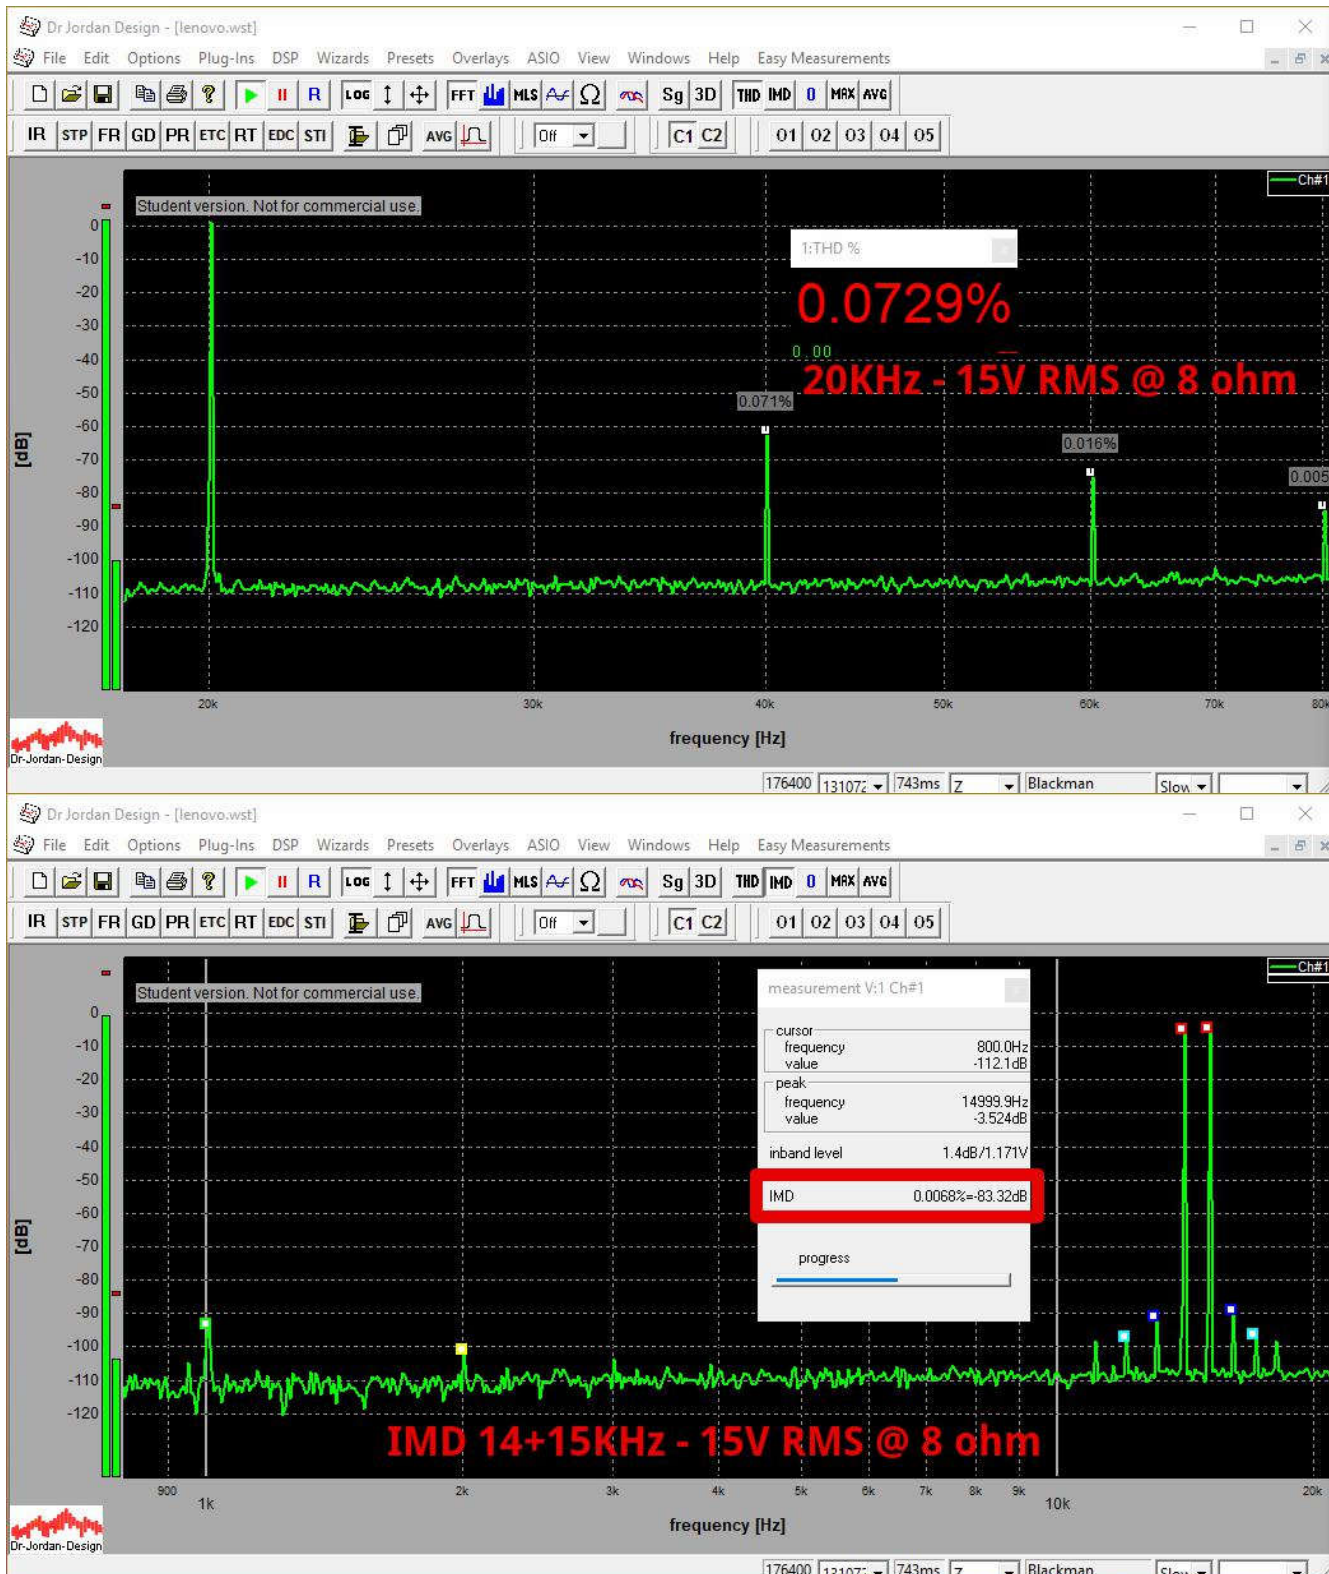 Dr Jordan Design - [lenovo.wst]
File Edit Options Plug-Ins DSP Wizards Presets Overlays ASIO View Windows Help Easy Measurements
R LOG FFT MLS Sg 3D THD IMD 0 MAX AVG
IR STP FR GD PR ETC RT EDC STI AVG Off C1 C2 01 02 03 04 05
Ch#1
Student version. Not for commercial use.
1:THD %
0.0729%
0.00
20KHz - 15V RMS @ 8 ohm
0.071%
0.016%
0.005
0
-10
-20
-30
-40
-50
-60
-70
-80
-90
-100
-110
-120
[dB]
20k 30k 40k 50k 60k 70k 80k
frequency [Hz]
Dr-Jordan-Design
176400 131072 743ms Z Blackman Slow
Dr Jordan Design - [lenovo.wst]
File Edit Options Plug-Ins DSP Wizards Presets Overlays ASIO View Windows Help Easy Measurements
R LOG FFT MLS Sg 3D THD IMD 0 MAX AVG
IR STP FR GD PR ETC RT EDC STI AVG Off C1 C2 01 02 03 04 05
Ch#1
Student version. Not for commercial use.
measurement V:1 Ch#1
cursor
frequency 800.0Hz
value -112.1dB
peak
frequency 14999.9Hz
value -3.524dB
inband level 1.4dB/1.171V
IMD 0.0068%=-83.32dB
progress
0
-10
-20
-30
-40
-50
-60
-70
-80
-90
-100
-110
-120
[dB]
IMD 14+15KHz - 15V RMS @ 8 ohm
900 1k 2k 3k 4k 5k 6k 7k 8k 9k 10k 20k
frequency [Hz]
Dr-Jordan-Design
176400 131072 743ms Z Blackman Slow